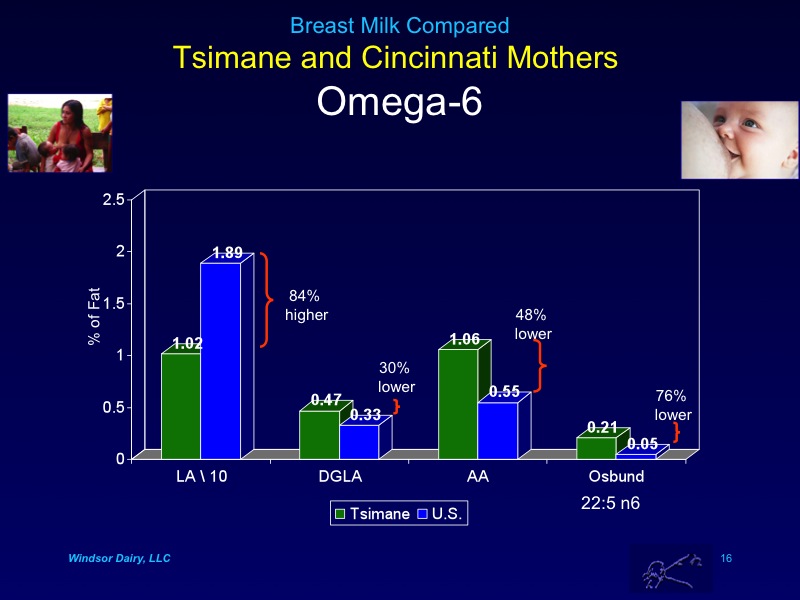 Breast Milk Compared
Tsimane and Cincinnati Mothers
Omega-6
2.5
2
1.5
1
0.5
0
% of Fat
1.02
1.89
84%
higher
0.47
0.33
30%
lower
1.06
0.55
48%
lower
0.21
0.05
76%
lower
LA \ 10
DGLA
AA
Osbund
22:5 n6
Tsimane
U.S.
Windsor Dairy, LLC
16